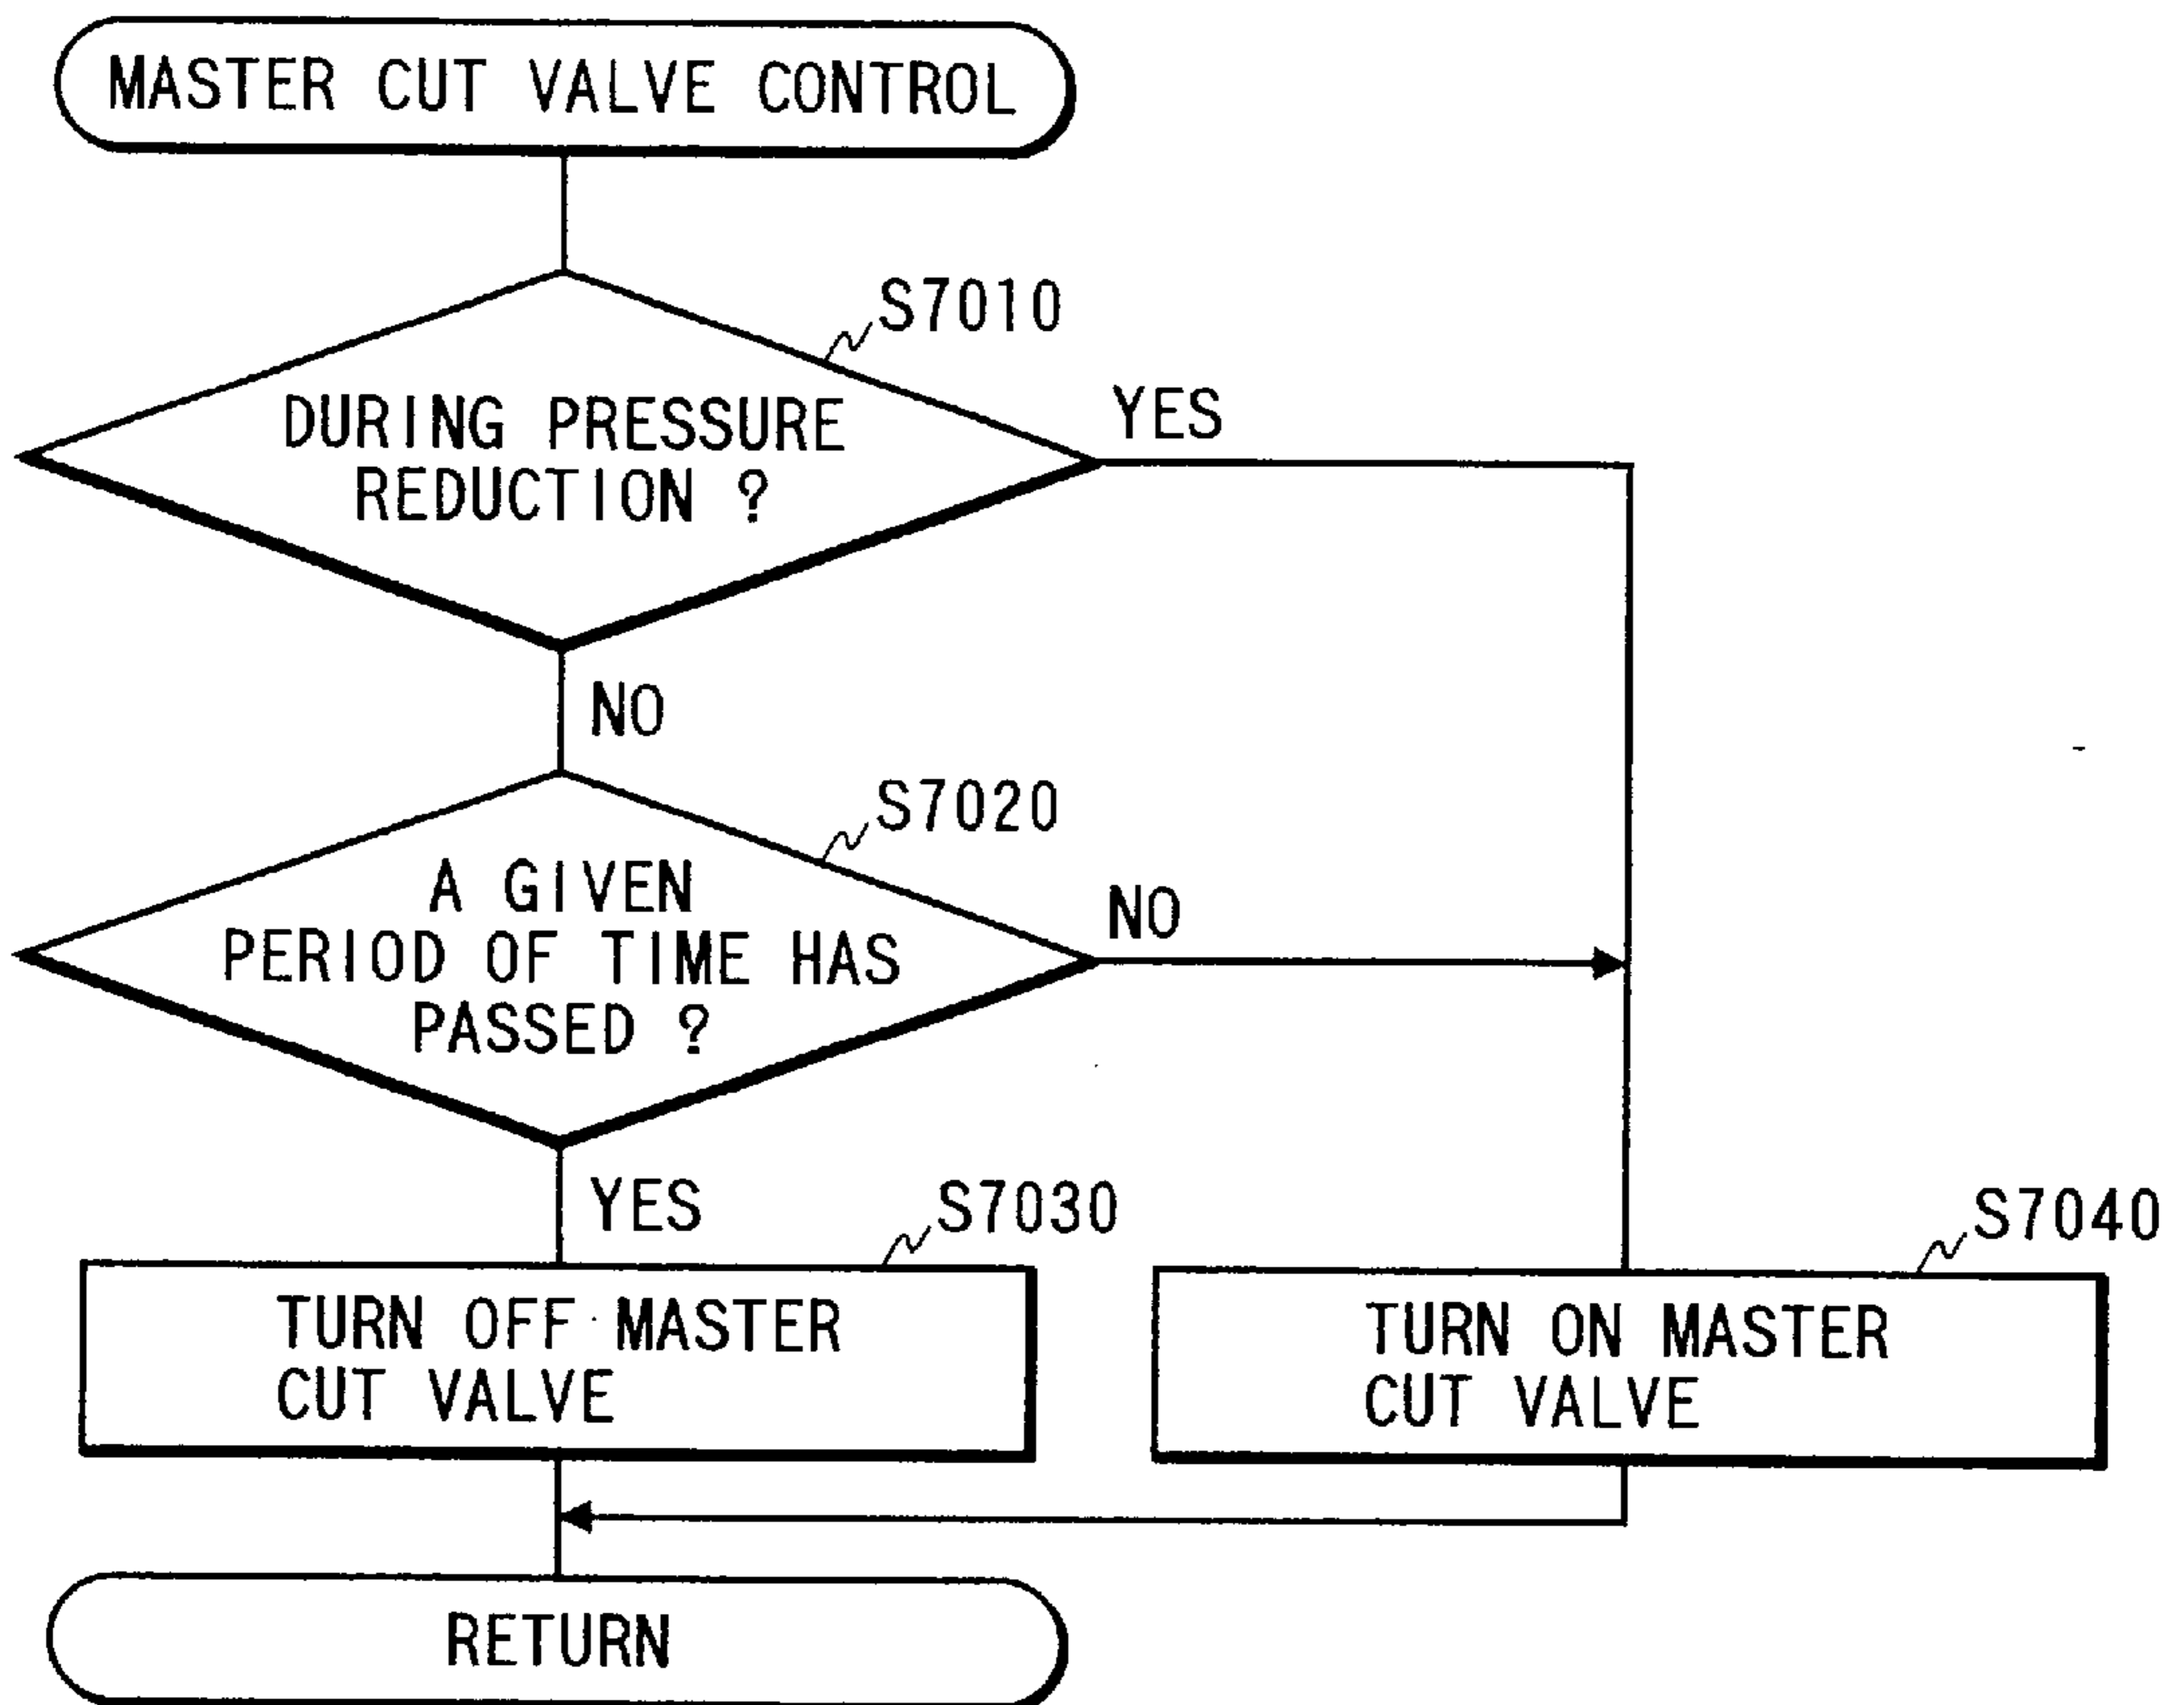 MASTER CUT VALVE CONTROL
S7010
DURING PRESSURE
REDUCTION ?
YES
NO
S7020
A GIVEN
PERIOD OF TIME HAS
PASSED ?
NO
YES
S7030
TURN OFF MASTER
CUT VALVE
S7040
TURN ON MASTER
CUT VALVE
RETURN